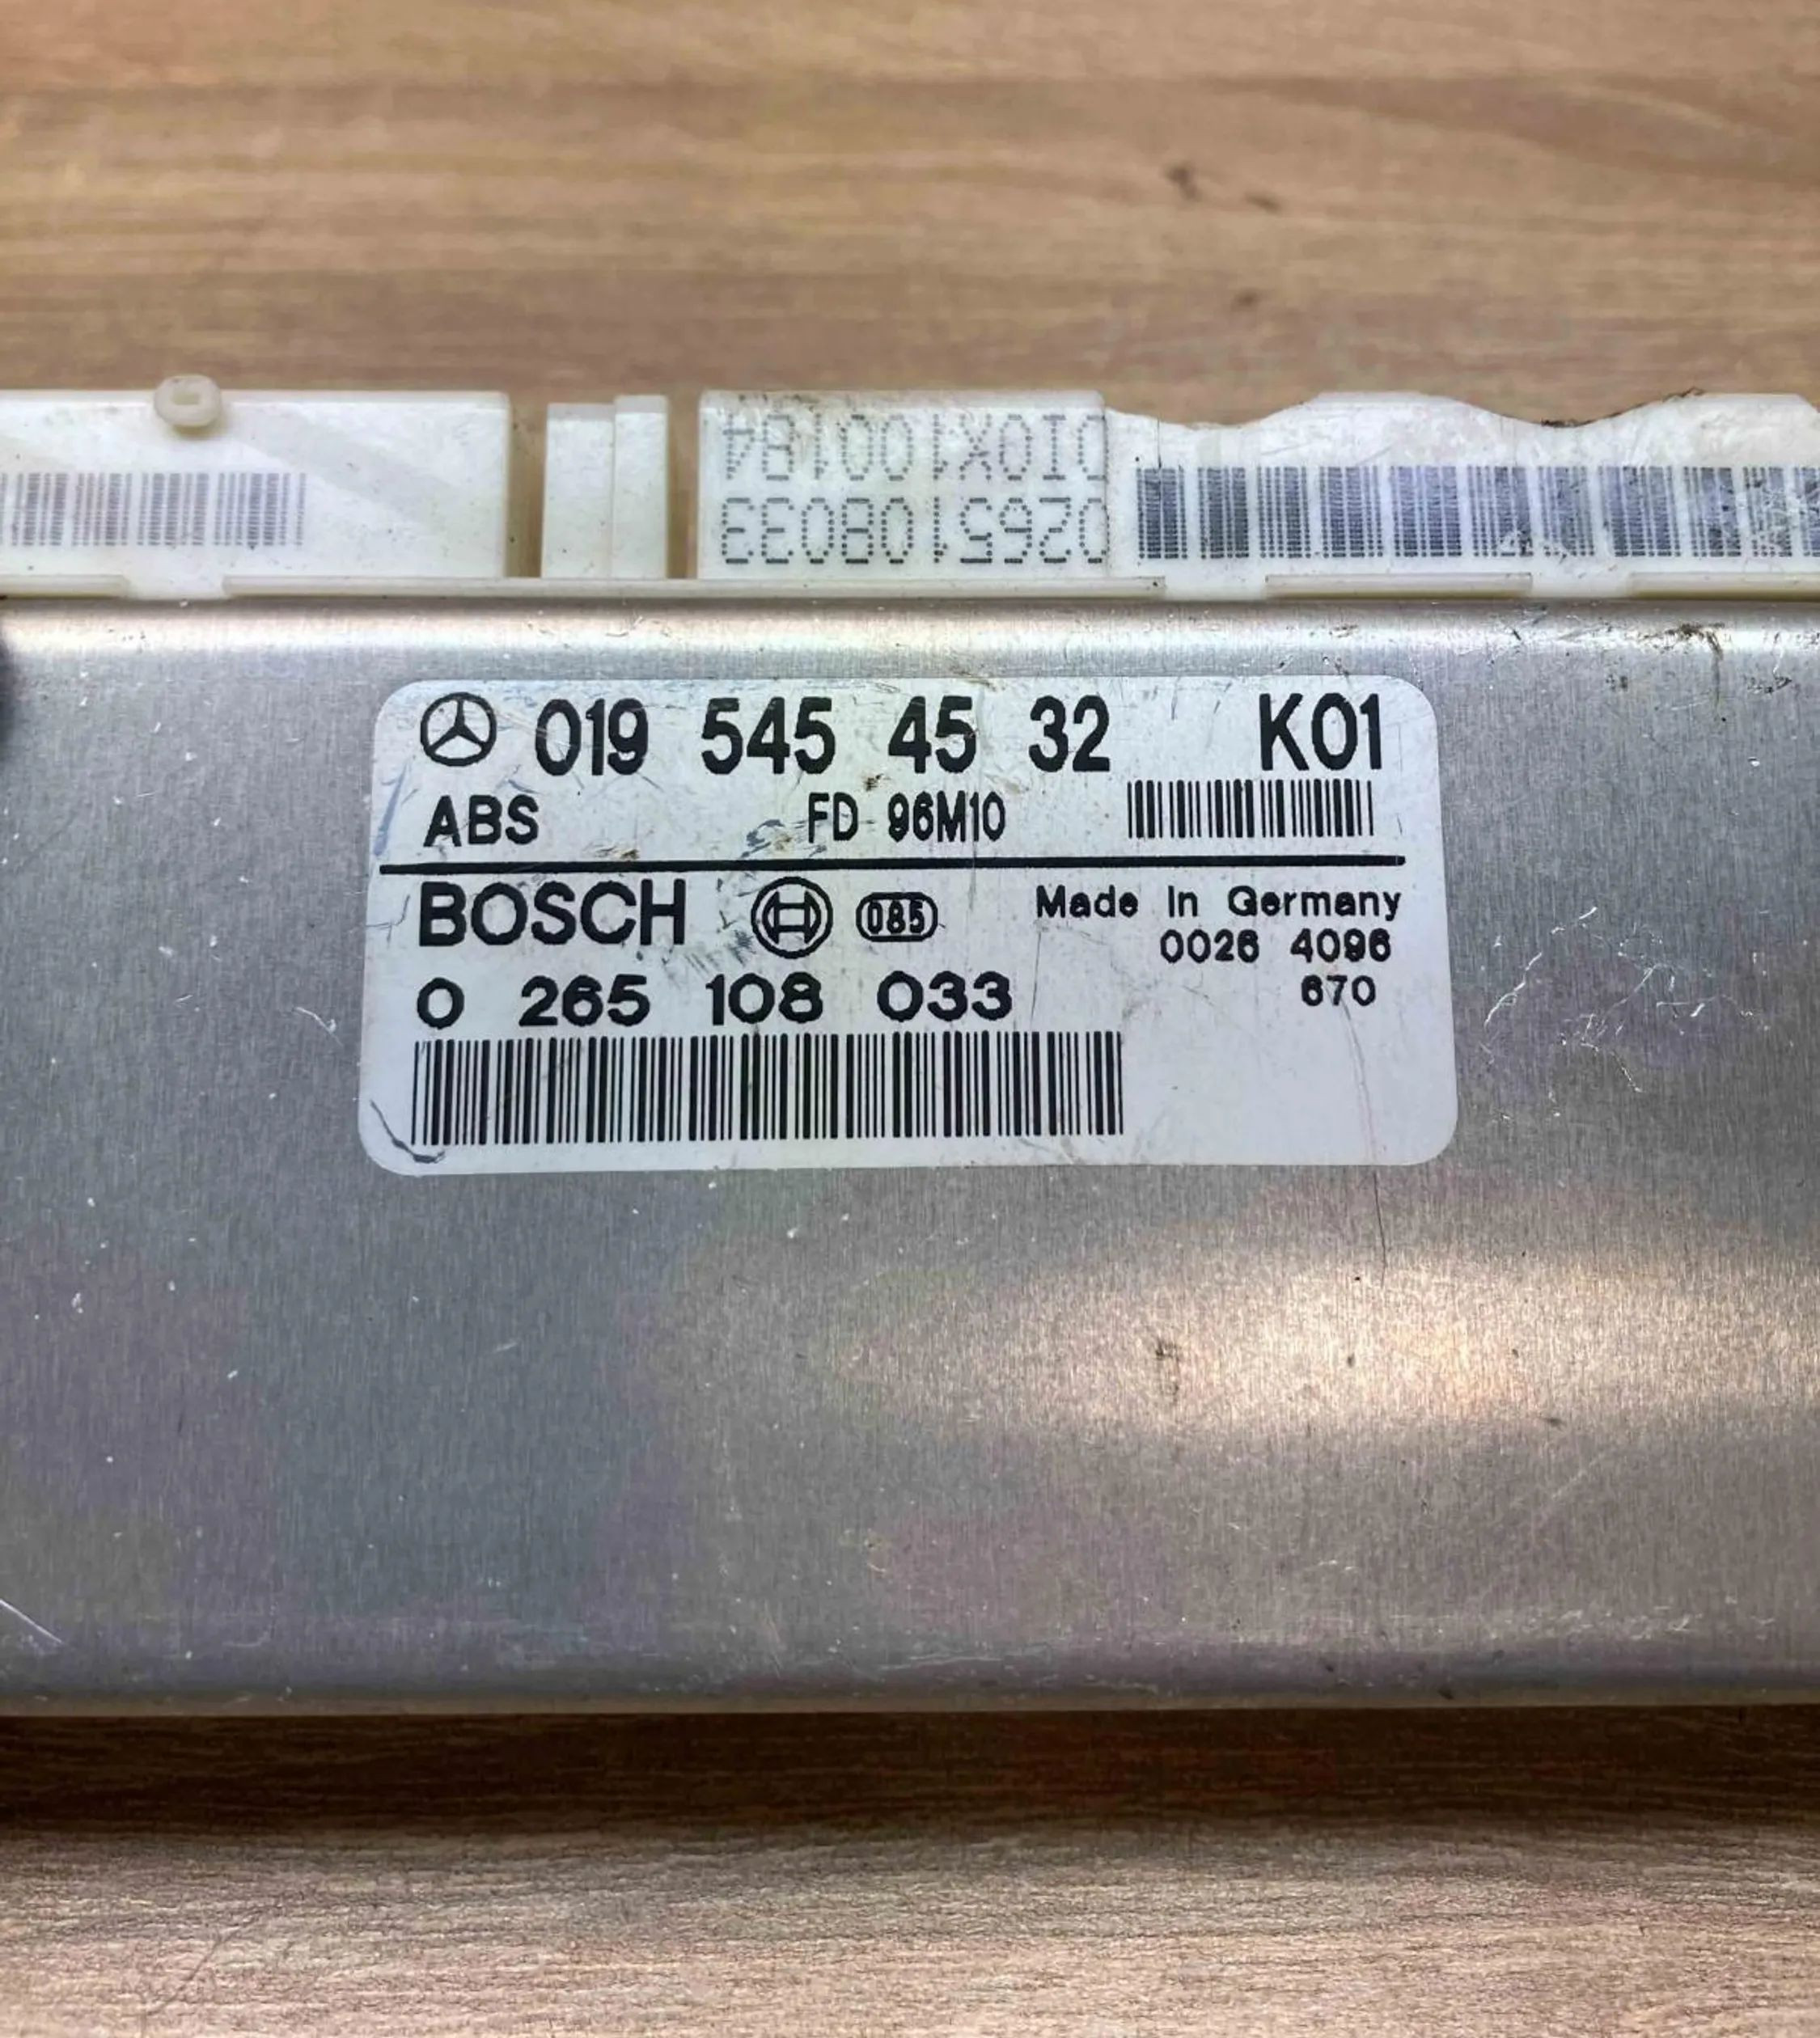 0265108033
019 545 45 32 K01
ABS FD 96M10
BOSCH 085 Made In Germany
0026 4096
0 265 108 033 670